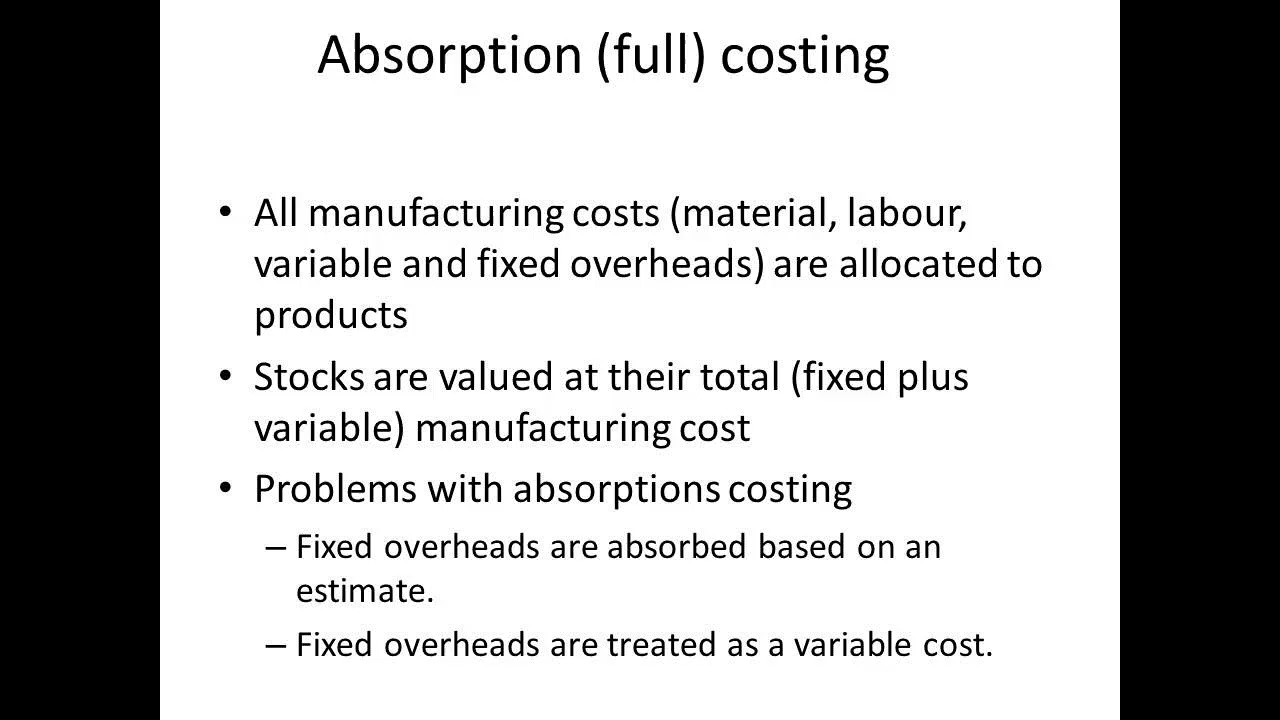 Absorption (full) costing
• All manufacturing costs (material, labour,
variable and fixed overheads) are allocated to
products
• Stocks are valued at their total (fixed plus
variable) manufacturing cost
• Problems with absorptions costing
– Fixed overheads are absorbed based on an
estimate.
– Fixed overheads are treated as a variable cost.